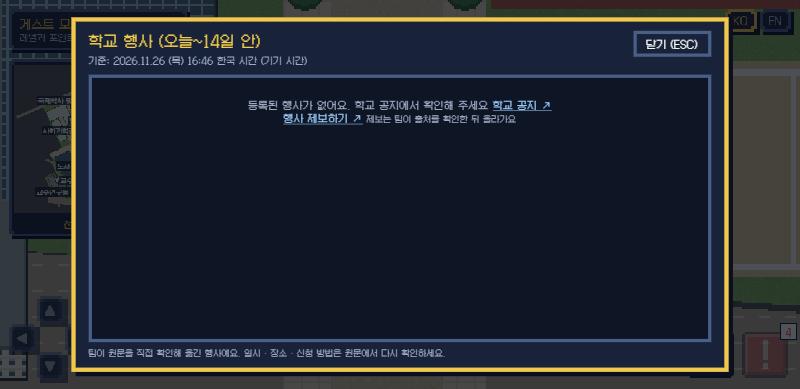 게스트 모
KO
EN
학교 행사 (오늘~14일 안)
닫기 (ESC)
기준: 2026.11.26 (목) 16:46 한국 시간 (기기 시간)
등록된 행사가 없어요. 학교 공지에서 확인해 주세요 학교 공지 ↗
행사 제보하기 ↗ 제보는 팀이 출처를 확인한 뒤 올라가요
4
팀이 원문을 직접 확인해 옮긴 행사예요. 일시 · 장소 · 신청 방법은 원문에서 다시 확인하세요.